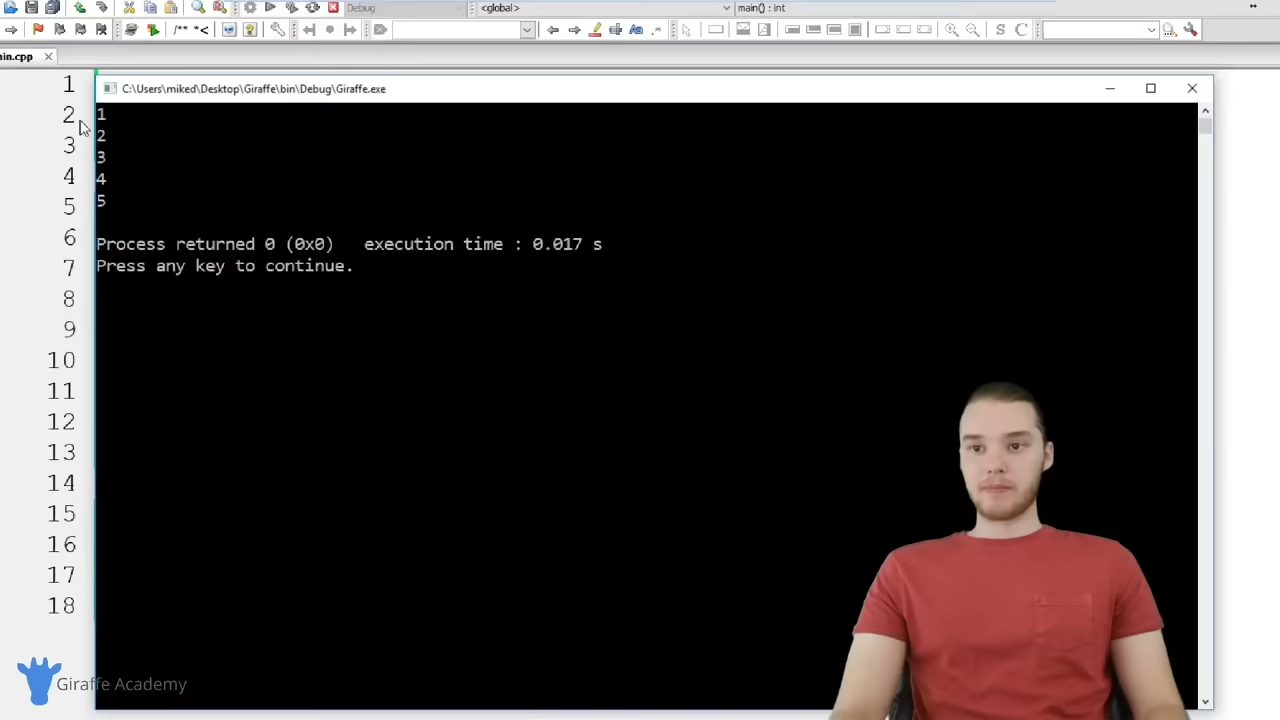 Debug
<global>
main() : int
/** *<
.*
S C
in.cpp
C:\Users\miked\Desktop\Giraffe\bin\Debug\Giraffe.exe
1
2
3
4
5
6
7
8
9
10
11
12
13
14
15
16
17
18
1
2
3
4
5
Process returned 0 (0x0) execution time : 0.017 s
Press any key to continue.
Giraffe Academy